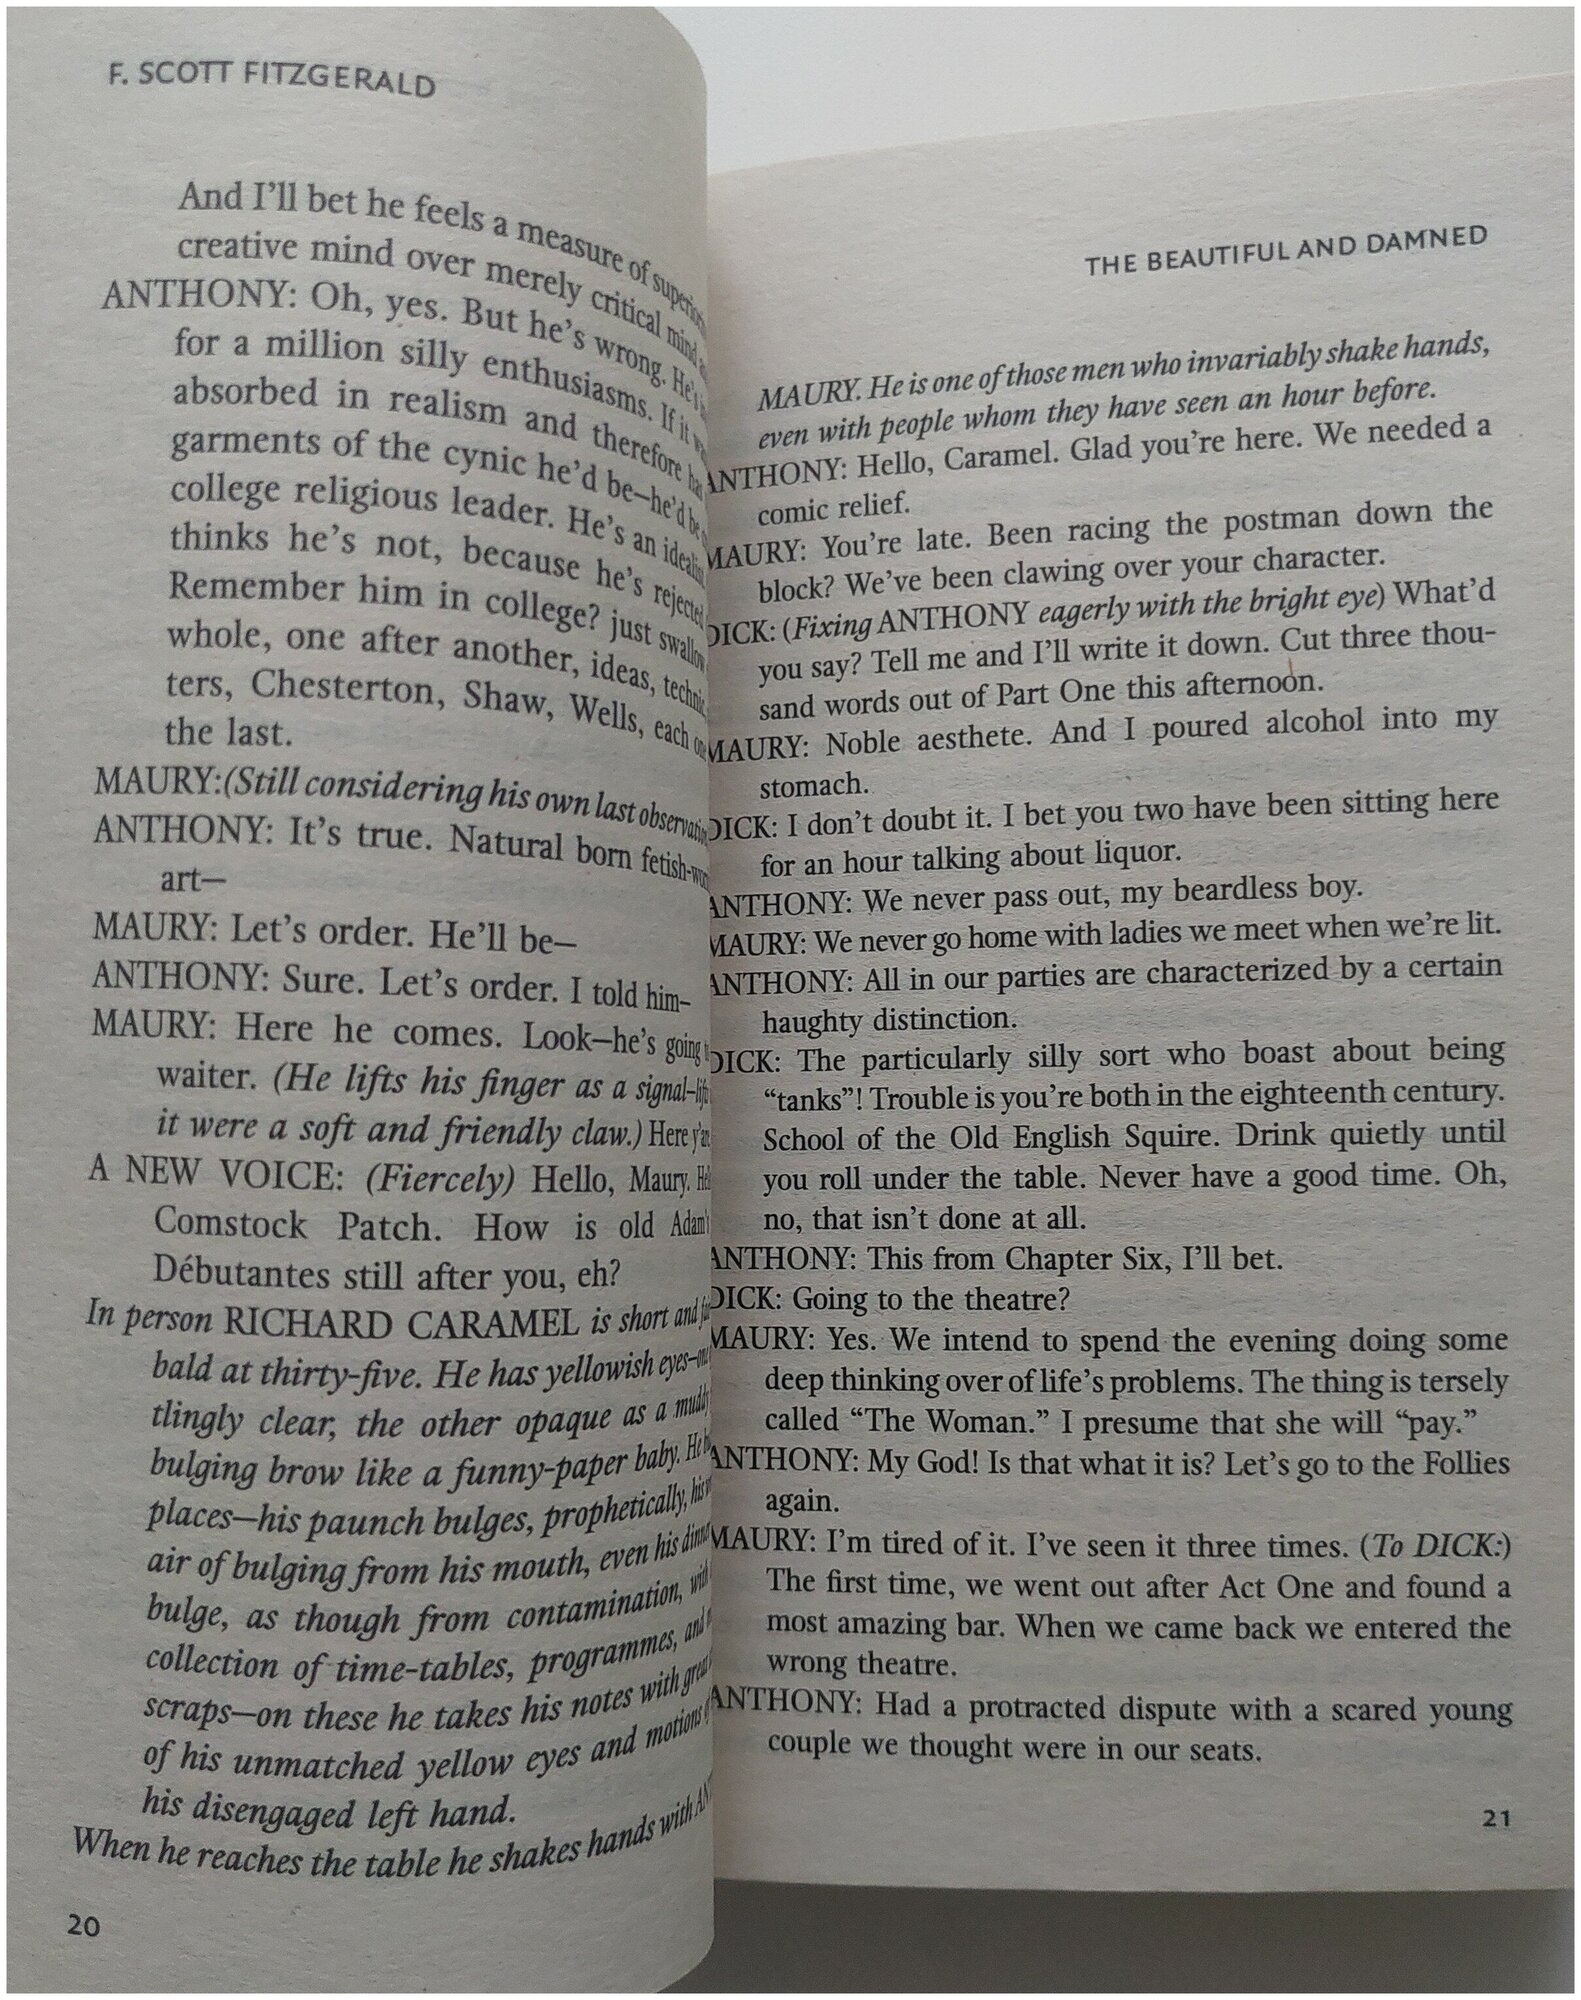 F. SCOTT FITZGERALD
And I'll bet he feels a measure of
creative mind over merely critical mind
ANTHONY: Oh, yes. But he's wrong. He's
for a million silly enthusiasms. If it
absorbed in realism and therefore
garments of the cynic he'd be—he'd be
college religious leader. He's an idealist.
thinks he's not, because he's rejected
Remember him in college? just swallow
whole, one after another, ideas, technic,
ters, Chesterton, Shaw, Wells, each one
the last.
MAURY:(Still considering his own last observation
ANTHONY: It's true. Natural born
art—
MAURY: Let's order. He'll be—
ANTHONY: Sure. Let's order. I told him—
MAURY: Here he comes. Look—he's going
waiter. (He lifts his finger as a signal—
it were a soft and friendly claw.) Here
A NEW VOICE: (Fiercely) Hello, Maury.
Comstock Patch. How is old Adam's
Débutantes still after you, eh?
In person RICHARD CARAMEL is short and
bald at thirty-five. He has yellowish eyes—
tlingly clear, the other opaque as a muddy
bulging brow like a funny-paper baby. He
places—his paunch bulges, prophetically, his
air of bulging from his mouth, even his
bulge, as though from contamination,
collection of time-tables, programmes, and
scraps—on these he takes his notes with great
of his unmatched yellow eyes and motions
his disengaged left hand.
When he reaches the table he shakes hands with
20
THE BEAUTIFUL AND DAMNED
MAURY. He is one of those men who invariably shake hands,
even with people whom they have seen an hour before.
ANTHONY: Hello, Caramel. Glad you're here. We needed a
comic relief.
MAURY: You're late. Been racing the postman down the
block? We've been clawing over your character.
DICK: (Fixing ANTHONY eagerly with the bright eye) What'd
you say? Tell me and I'll write it down. Cut three thou-
sand words out of Part One this afternoon.
MAURY: Noble aesthete. And I poured alcohol into my
stomach.
DICK: I don't doubt it. I bet you two have been sitting here
for an hour talking about liquor.
ANTHONY: We never pass out, my beardless boy.
MAURY: We never go home with ladies we meet when we're lit.
ANTHONY: All in our parties are characterized by a certain
haughty distinction.
DICK: The particularly silly sort who boast about being
“tanks”! Trouble is you're both in the eighteenth century.
School of the Old English Squire. Drink quietly until
you roll under the table. Never have a good time. Oh,
no, that isn't done at all.
ANTHONY: This from Chapter Six, I'll bet.
DICK: Going to the theatre?
MAURY: Yes. We intend to spend the evening doing some
deep thinking over of life's problems. The thing is tersely
called “The Woman.” I presume that she will “pay.”
ANTHONY: My God! Is that what it is? Let's go to the Follies
again.
MAURY: I'm tired of it. I've seen it three times. (To DICK:)
The first time, we went out after Act One and found a
most amazing bar. When we came back we entered the
wrong theatre.
ANTHONY: Had a protracted dispute with a scared young
couple we thought were in our seats.
21